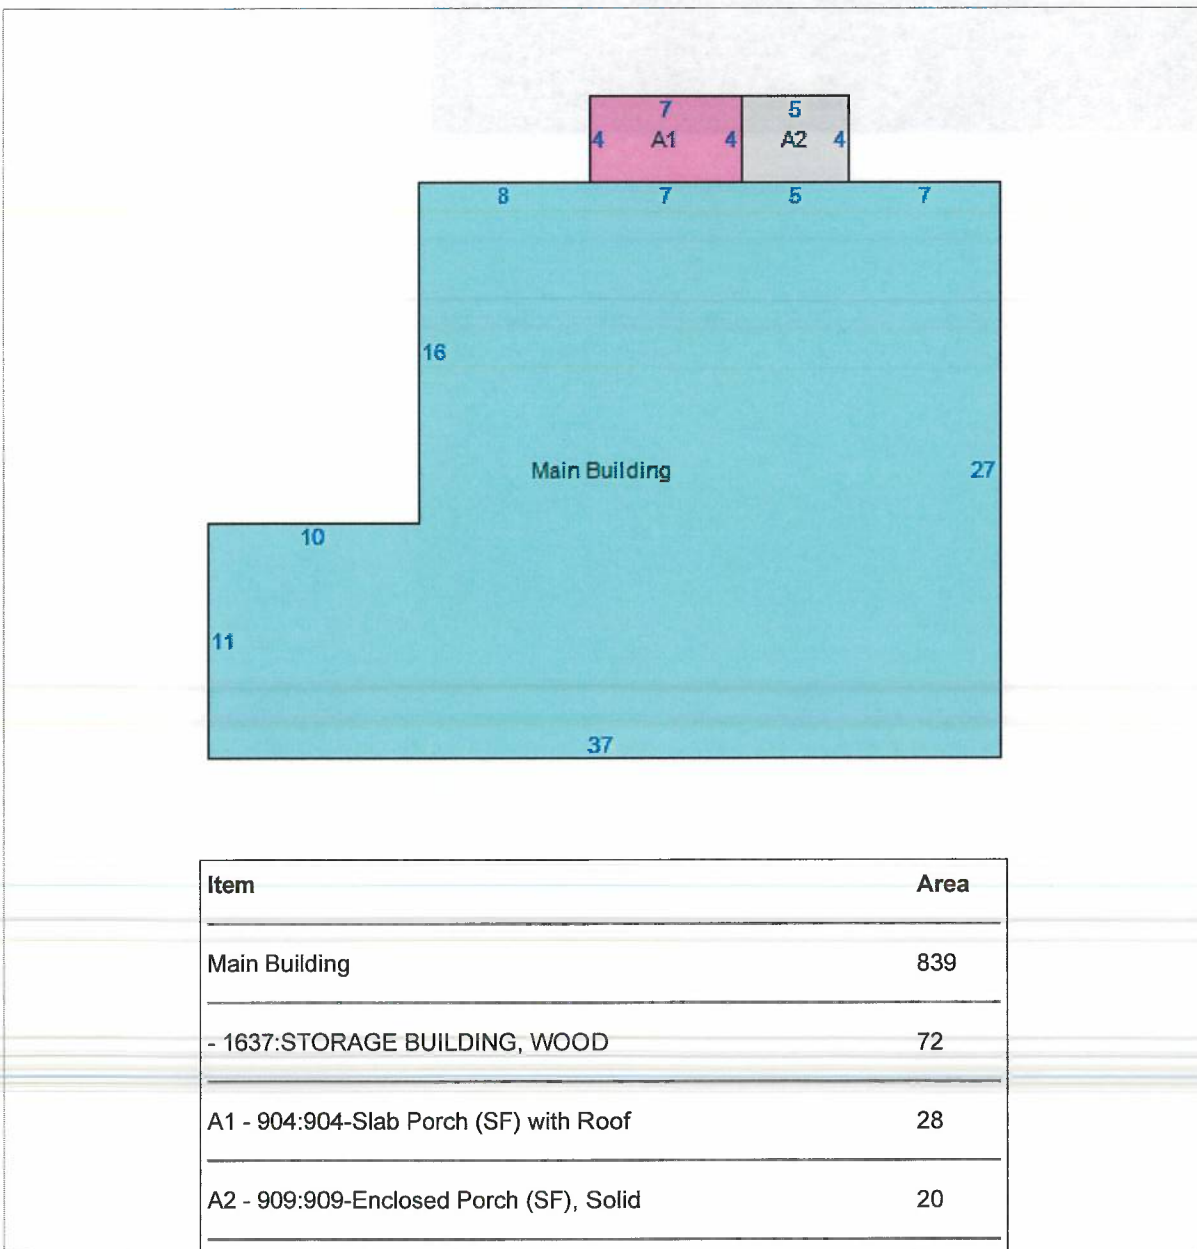 7 5
4 A1 4 A2 4
8 7 5 7
16
Main Building 27
10
11
37
Item Area
Main Building 839
- 1637:STORAGE BUILDING, WOOD 72
A1 - 904:904-Slab Porch (SF) with Roof 28
A2 - 909:909-Enclosed Porch (SF), Solid 20